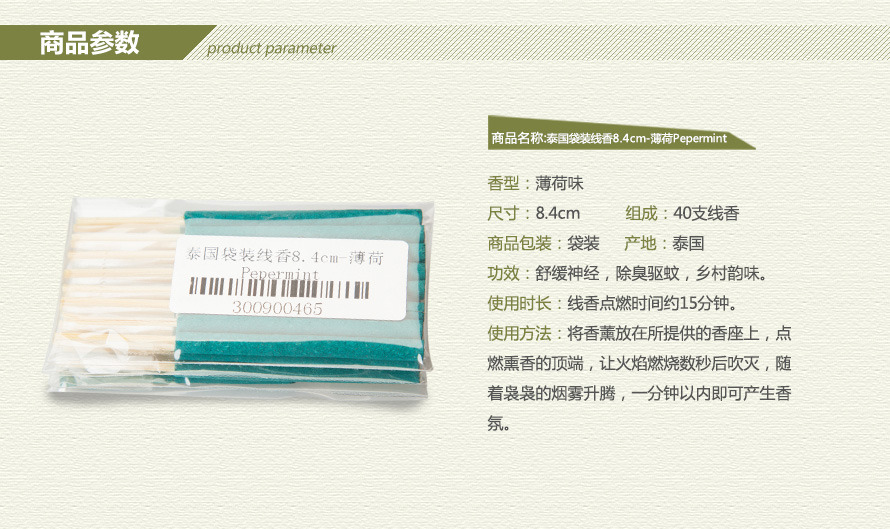 商品参数
product parameter
商品名称:泰国袋装线香8.4cm-薄荷Pepermint
香型：薄荷味
尺寸：8.4cm 组成：40支线香
商品包装：袋装 产地：泰国
功效：舒缓神经，除臭驱蚊，乡村韵味。
使用时长：线香点燃时间约15分钟。
使用方法：将香薰放在所提供的香座上，点
燃熏香的顶端，让火焰燃烧数秒后吹灭，随
着袅袅的烟雾升腾，一分钟以内即可产生香
氛。
泰国袋装线香8.4cm-薄荷
Pepermint
300900465